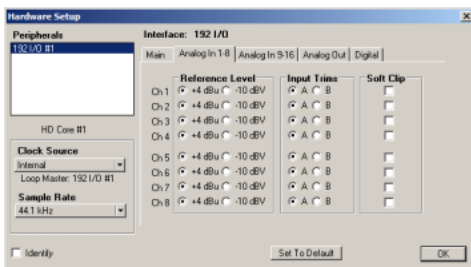 Hardware Setup
Peripherals
192 I/O #1
HD Core #1
Clock Source
Internal
Loop Master: 192 I/O #1
Sample Rate
44.1 kHz
Identify
Interface: 192 I/O
Main Analog In 1-8 Analog In 9-16 Analog Out Digital
Reference Level Input Trims Soft Clip
Ch 1 +4 dBu -10 dBV A B
Ch 2 +4 dBu -10 dBV A B
Ch 3 +4 dBu -10 dBV A B
Ch 4 +4 dBu -10 dBV A B
Ch 5 +4 dBu -10 dBV A B
Ch 6 +4 dBu -10 dBV A B
Ch 7 +4 dBu -10 dBV A B
Ch 8 +4 dBu -10 dBV A B
Set To Default
OK